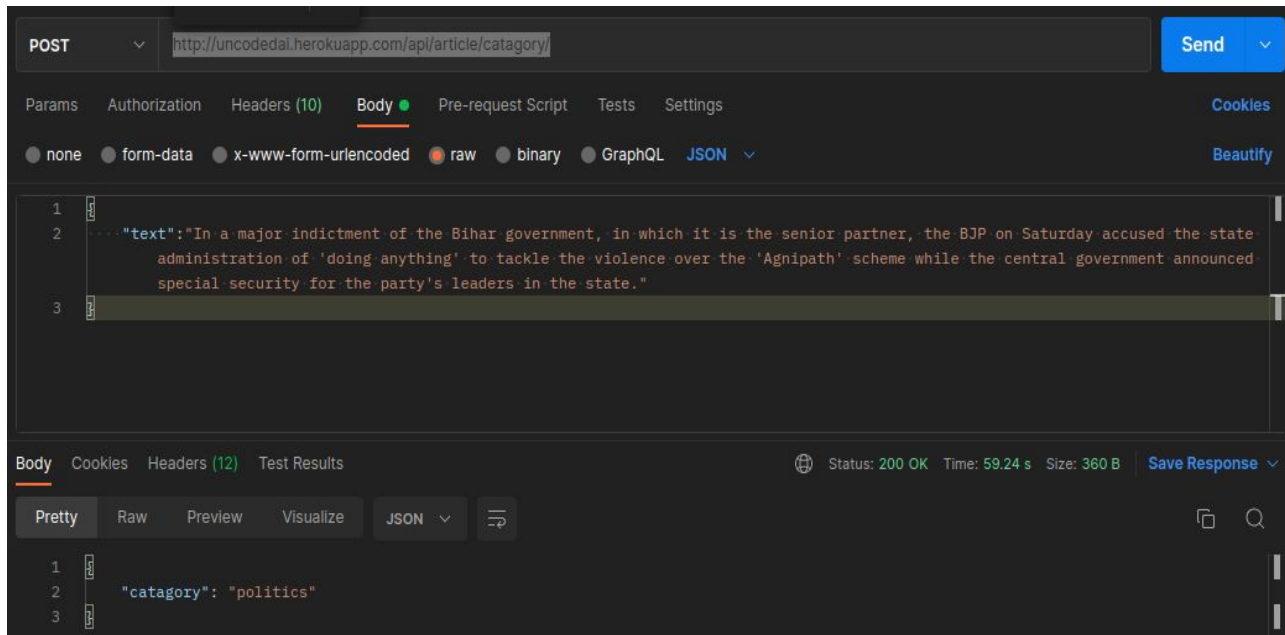 POST http://uncodedai.herokuapp.com/api/article/catagory/ Send
Params Authorization Headers (10) Body Pre-request Script Tests Settings Cookies
none form-data x-www-form-urlencoded raw binary GraphQL JSON Beautify
1 {
2 "text":"In a major indictment of the Bihar government, in which it is the senior partner, the BJP on Saturday accused the state
administration of 'doing anything' to tackle the violence over the 'Agnipath' scheme while the central government announced
special security for the party's leaders in the state."
3 }
Body Cookies Headers (12) Test Results Status: 200 OK Time: 59.24 s Size: 360 B Save Response
Pretty Raw Preview Visualize JSON
1 {
2 "catagory": "politics"
3 }